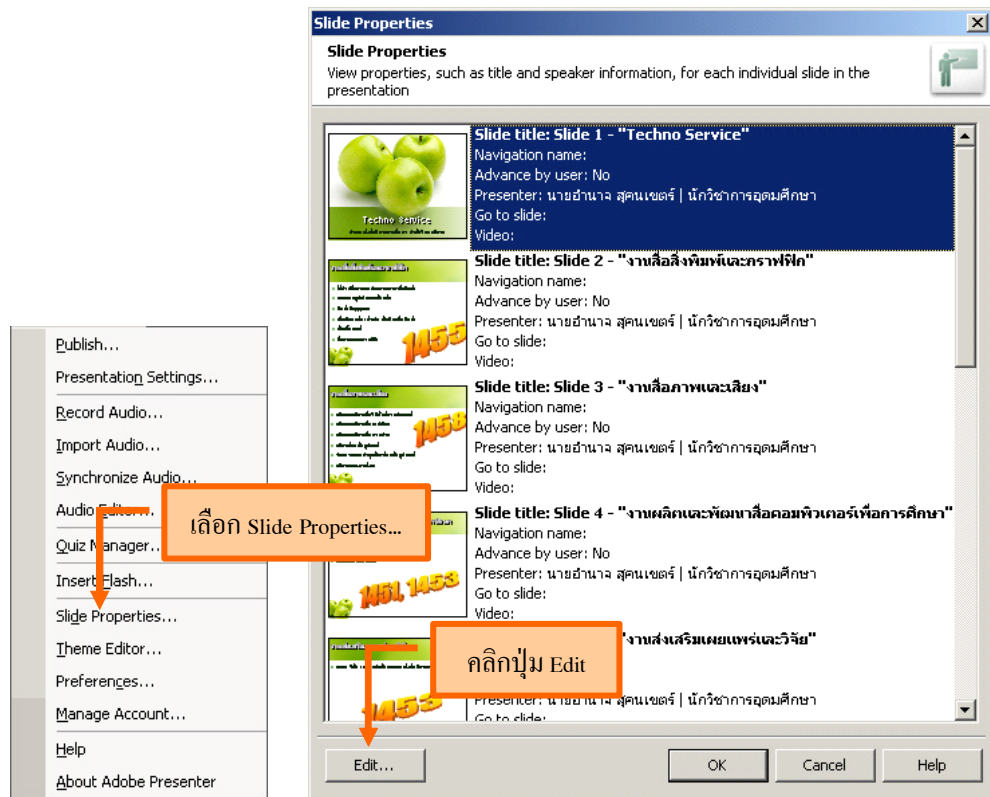 Publish...
Presentation Settings...
Record Audio...
Import Audio...
Synchronize Audio...
Audio Editor...
Quiz Manager...
Insert Flash...
Slide Properties...
Theme Editor...
Preferences...
Manage Account...
Help
About Adobe Presenter
เลือก Slide Properties...
Slide Properties
Slide Properties
View properties, such as title and speaker information, for each individual slide in the
presentation
Techno Service
Slide title: Slide 1 - "Techno Service"
Navigation name:
Advance by user: No
Presenter: นายอำนาจ สุคนเขตร์ | นักวิชาการอุดมศึกษา
Go to slide:
Video:
1455
Slide title: Slide 2 - "งานสื่อสิ่งพิมพ์และกราฟฟิก"
Navigation name:
Advance by user: No
Presenter: นายอำนาจ สุคนเขตร์ | นักวิชาการอุดมศึกษา
Go to slide:
Video:
1458
Slide title: Slide 3 - "งานสื่อภาพและเสียง"
Navigation name:
Advance by user: No
Presenter: นายอำนาจ สุคนเขตร์ | นักวิชาการอุดมศึกษา
Go to slide:
Video:
1451, 1453
Slide title: Slide 4 - "งานผลิตและพัฒนาสื่อคอมพิวเตอร์เพื่อการศึกษา"
Navigation name:
Advance by user: No
Presenter: นายอำนาจ สุคนเขตร์ | นักวิชาการอุดมศึกษา
Go to slide:
Video:
1453
"งานส่งเสริมเผยแพร่และวิจัย"
Presenter: นายอำนาจ สุคนเขตร์ | นักวิชาการอุดมศึกษา
Go to slide:
คลิกปุ่ม Edit
Edit...
OK
Cancel
Help